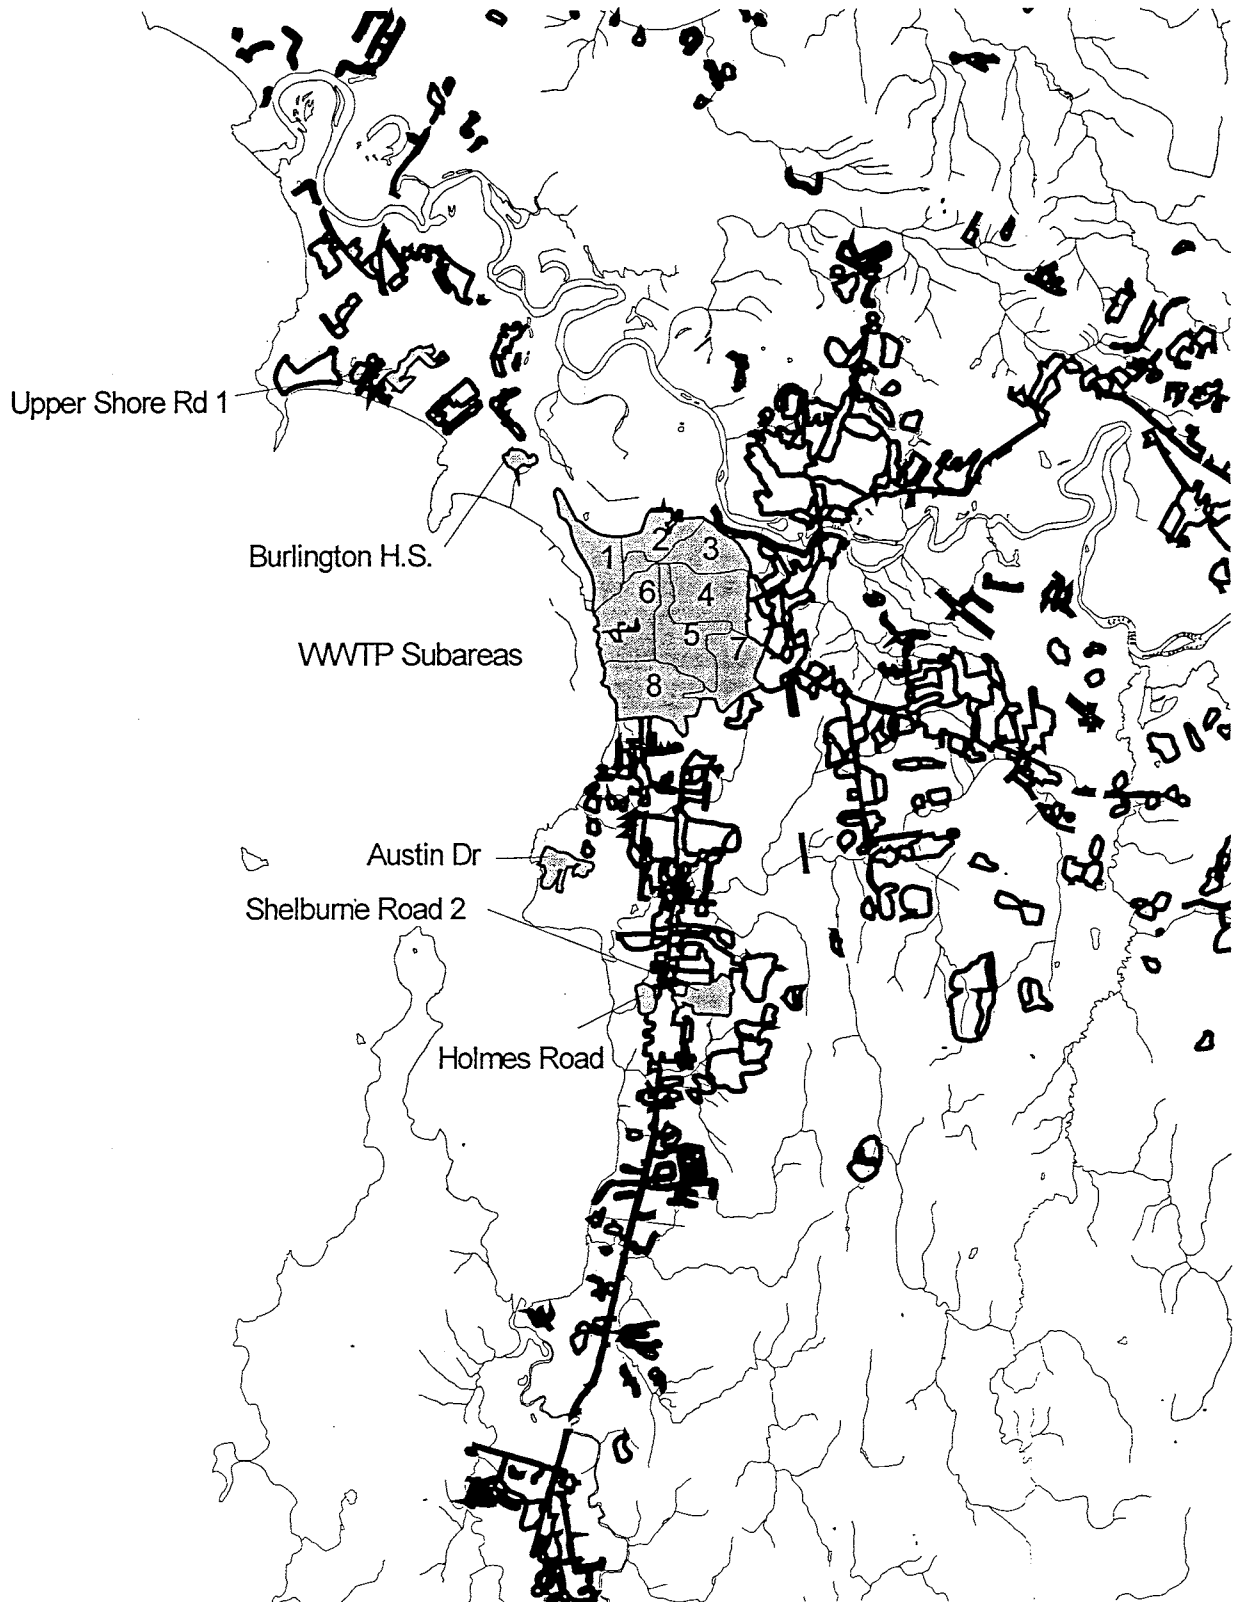 Upper Shore Rd 1
Burlington H.S.
1
2
3
6
4
WWTP Subareas
5
7
8
Austin Dr
Shelburne Road 2
Holmes Road